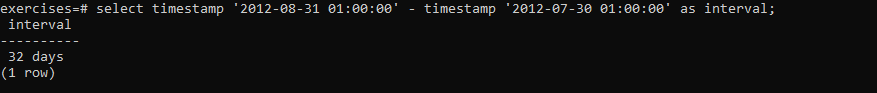 exercises=# select timestamp '2012-08-31 01:00:00' - timestamp '2012-07-30 01:00:00' as interval;
 interval
----------
 32 days
(1 row)